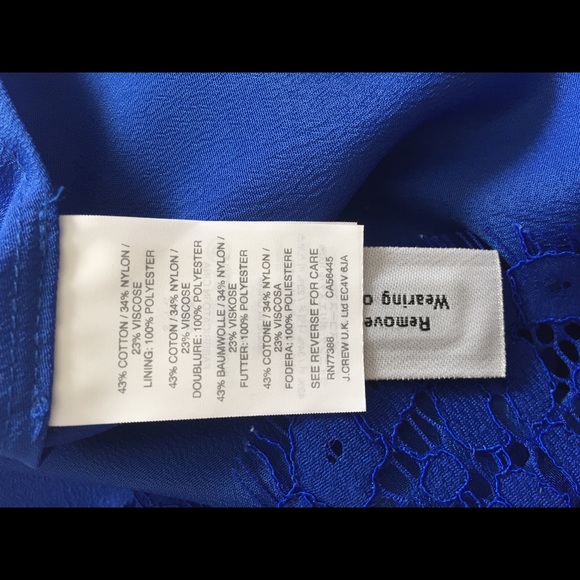 43% COTTON / 34% NYLON /
23% VISCOSE
LINING: 100% POLYESTER
43% COTON / 34% NYLON /
23% VISCOSE
DOUBLURE: 100% POLYESTER
43% BAUMWOLLE / 34% NYLON /
23% VISKOSE
FUTTER: 100% POLYESTER
43% COTONE / 34% NYLON /
23% VISCOSA
FODERA: 100% POLIESTERE
SEE REVERSE FOR CARE
RN77388 CA56445
J.CREW U.K. Ltd EC4V 6JA
Remove
Wearing o